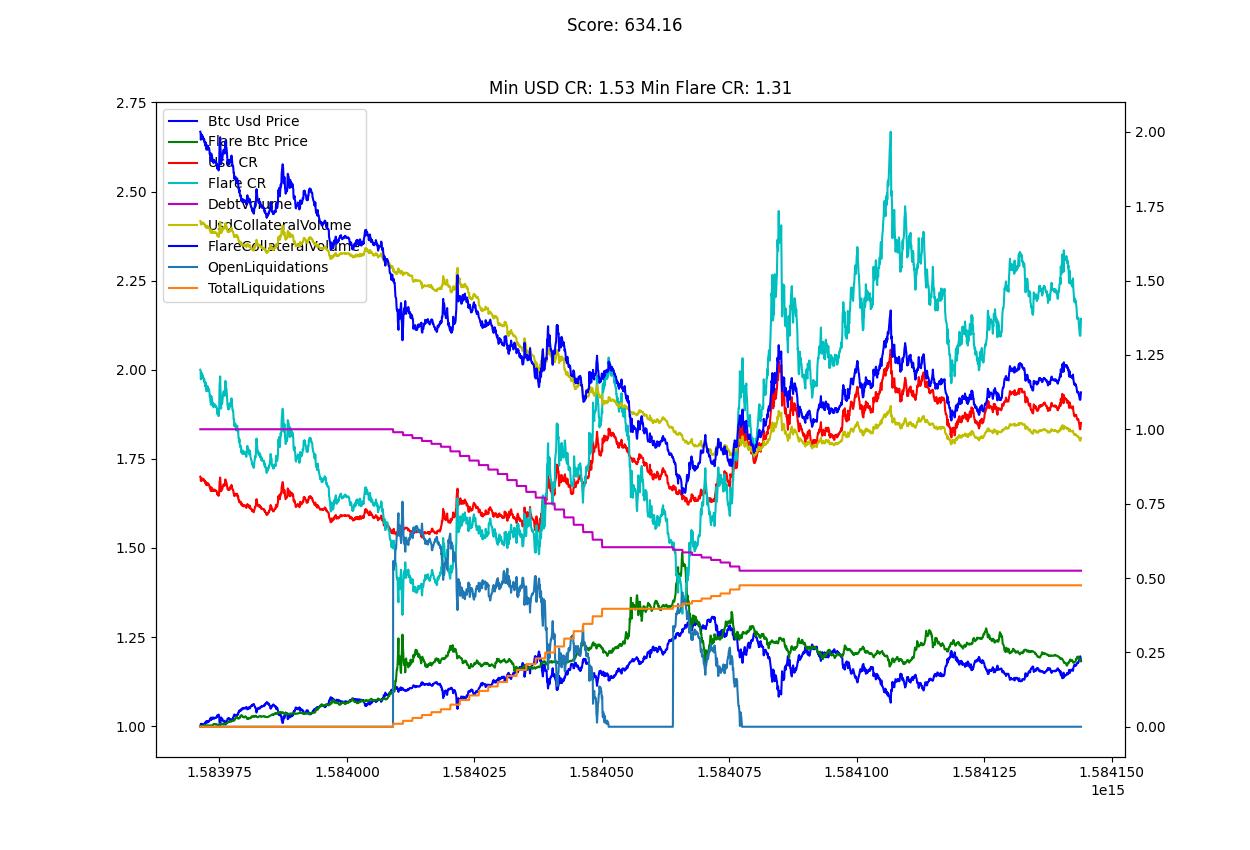 Score: 634.16
Min USD CR: 1.53 Min Flare CR: 1.31
Btc Usd Price
Flare Btc Price
Usd CR
Flare CR
DebtVolume
UsdCollateralVolume
FlareCollateralVolume
OpenLiquidations
TotalLiquidations
2.75
2.50
2.25
2.00
1.75
1.50
1.25
1.00
2.00
1.75
1.50
1.25
1.00
0.75
0.50
0.25
0.00
1.583975 1.584000 1.584025 1.584050 1.584075 1.584100 1.584125 1.584150
1e15